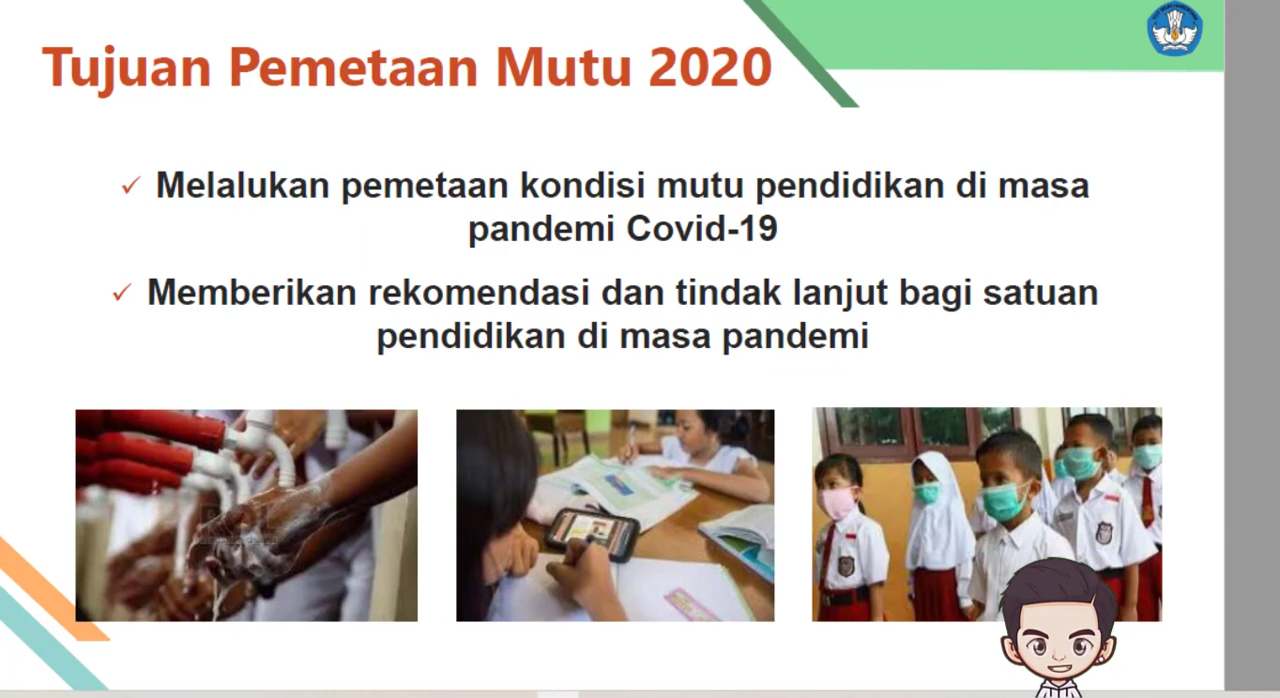 Tujuan Pemetaan Mutu 2020
✓ Melalukan pemetaan kondisi mutu pendidikan di masa
pandemi Covid-19
✓ Memberikan rekomendasi dan tindak lanjut bagi satuan
pendidikan di masa pandemi